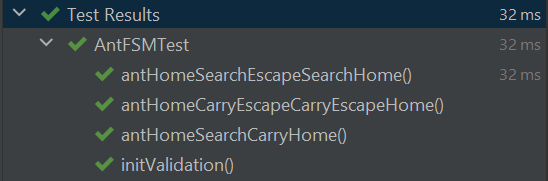 Test Results 32 ms
AntFSMTest 32 ms
antHomeSearchEscapeSearchHome() 32 ms
antHomeCarryEscapeCarryEscapeHome()
antHomeSearchCarryHome()
initValidation()